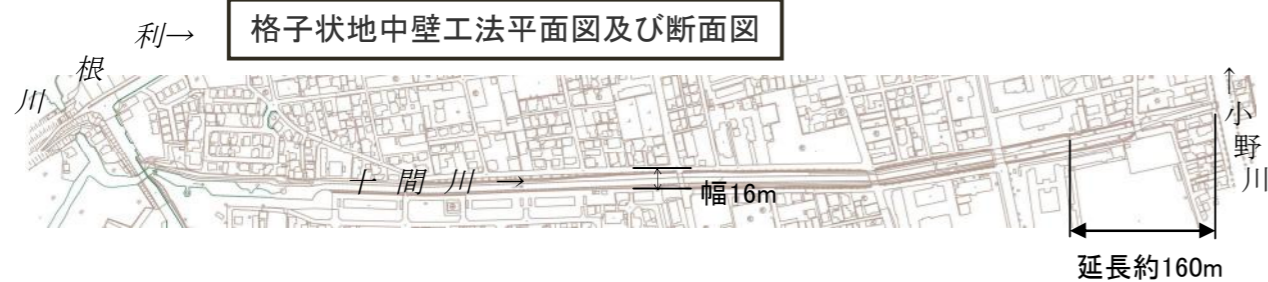 格子状地中壁工法平面図及び断面図
利→
根
川
↑
小
野
川
十間川→
幅16m
延長約160m